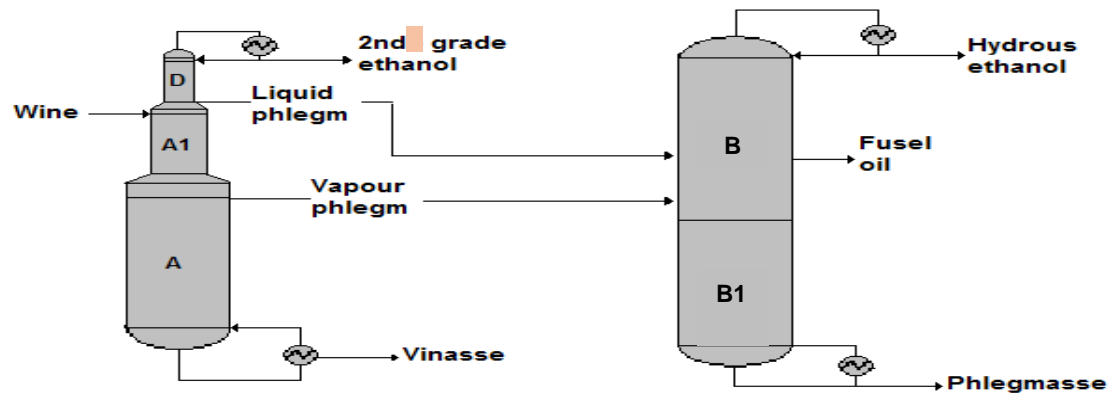 2nd grade
ethanol
D
Liquid
phlegm
Wine
A1
Vapour
phlegm
A
Vinasse
Hydrous
ethanol
B
Fusel
oil
B1
Phlegmasse